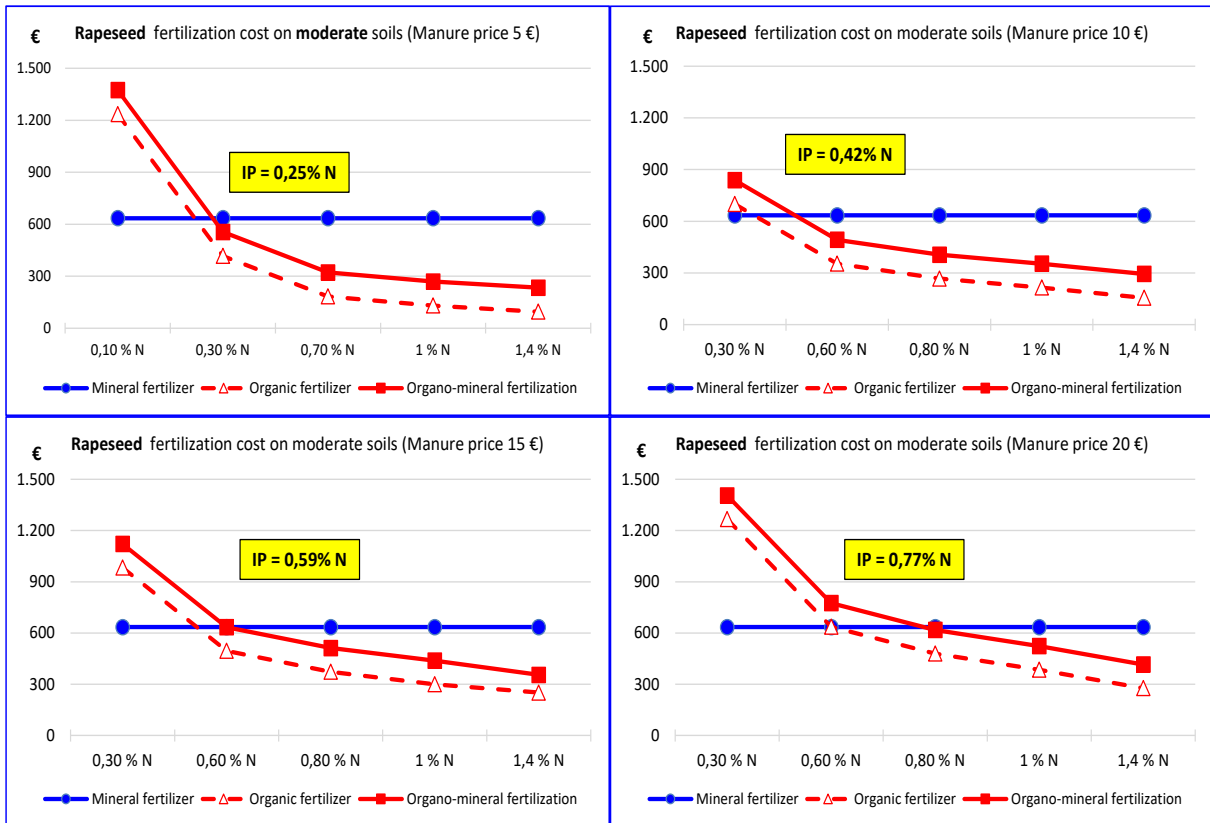 € Rapeseed fertilization cost on moderate soils (Manure price 5 €)
1.500
1.200
900
600
300
0
IP = 0,25% N
0,10 % N 0,30 % N 0,70 % N 1 % N 1,4 % N
Mineral fertilizer Organic fertilizer Organo-mineral fertilization
€ Rapeseed fertilization cost on moderate soils (Manure price 10 €)
1.500
1.200
900
600
300
0
IP = 0,42% N
0,30 % N 0,60 % N 0,80 % N 1 % N 1,4 % N
Mineral fertilizer Organic fertilizer Organo-mineral fertilization
€ Rapeseed fertilization cost on moderate soils (Manure price 15 €)
1.500
1.200
900
600
300
0
IP = 0,59% N
0,30 % N 0,60 % N 0,80 % N 1 % N 1,4 % N
Mineral fertilizer Organic fertilizer Organo-mineral fertilization
€ Rapeseed fertilization cost on moderate soils (Manure price 20 €)
1.500
1.200
900
600
300
0
IP = 0,77% N
0,30 % N 0,60 % N 0,80 % N 1 % N 1,4 % N
Mineral fertilizer Organic fertilizer Organo-mineral fertilization